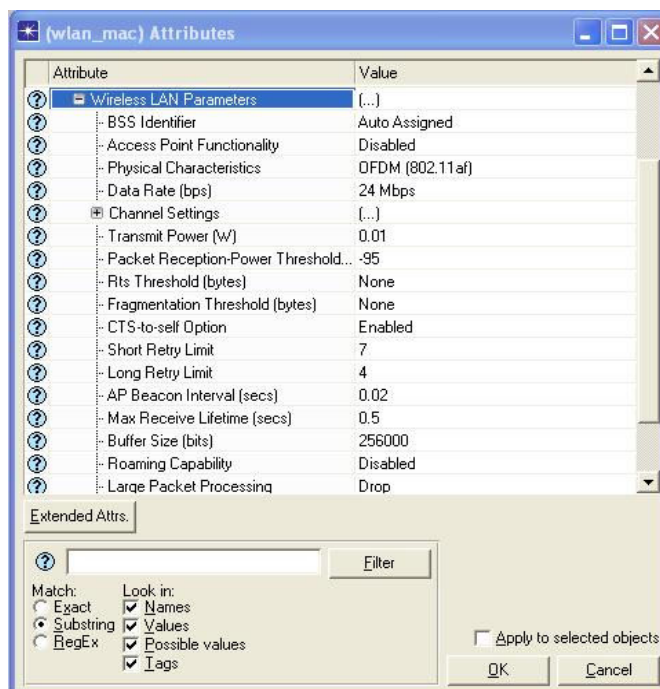 (wlan_mac) Attributes
Attribute Value
Wireless LAN Parameters (...)
BSS Identifier Auto Assigned
Access Point Functionality Disabled
Physical Characteristics OFDM (802.11af)
Data Rate (bps) 24 Mbps
Channel Settings (...)
Transmit Power (W) 0.01
Packet Reception-Power Threshold... -95
Rts Threshold (bytes) None
Fragmentation Threshold (bytes) None
CTS-to-self Option Enabled
Short Retry Limit 7
Long Retry Limit 4
AP Beacon Interval (secs) 0.02
Max Receive Lifetime (secs) 0.5
Buffer Size (bits) 256000
Roaming Capability Disabled
Large Packet Processing Drop
Extended Attrs.
Filter
Match: Look in:
Exact Names
Substring Values
RegEx Possible values
Tags
Apply to selected objects
OK Cancel